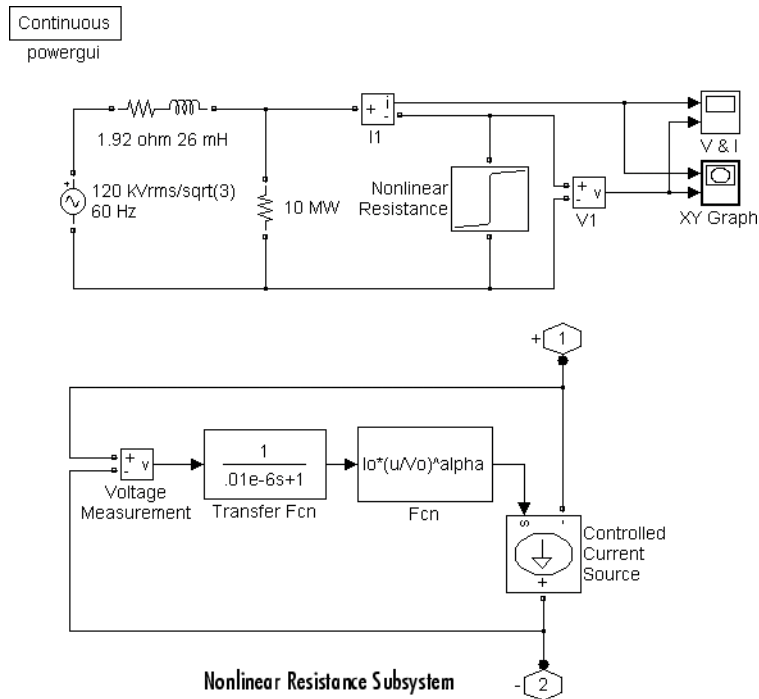 Continuous
powergui
1.92 ohm 26 mH
+
120 kVrms/sqrt(3)
60 Hz
10 MW
+
-
i
I1
Nonlinear
Resistance
+
-
v
V1
V & I
XY Graph
+
1
+
-
v
Voltage
Measurement
1
.01e-6s+1
Transfer Fcn
Io*(u/Vo)^alpha
Fcn
s
-
+
Controlled
Current
Source
Nonlinear Resistance Subsystem
-
2